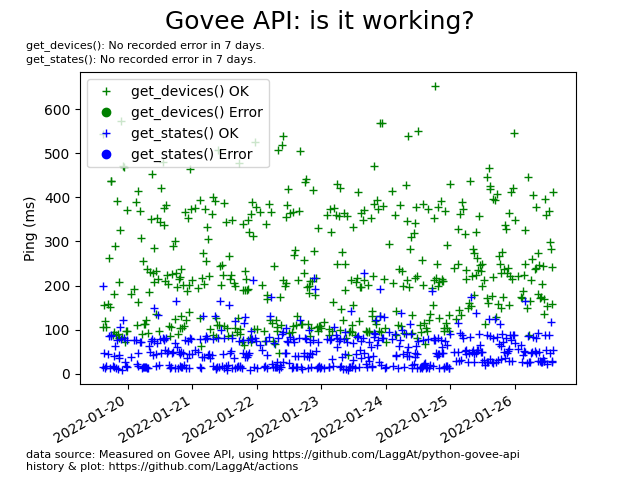 Govee API: is it working?
get_devices(): No recorded error in 7 days.
get_states(): No recorded error in 7 days.
get_devices() OK
get_devices() Error
get_states() OK
get_states() Error
Ping (ms)
600
500
400
300
200
100
0
2022-01-20
2022-01-21
2022-01-22
2022-01-23
2022-01-24
2022-01-25
2022-01-26
data source: Measured on Govee API, using https://github.com/LaggAt/python-govee-api
history & plot: https://github.com/LaggAt/actions